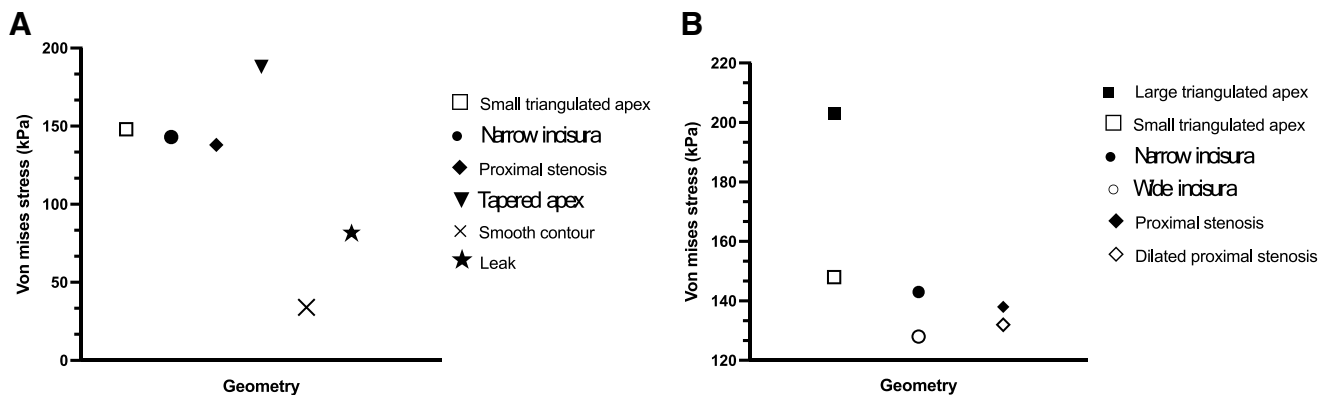 A
Von mises stress (kPa)
200
150
100
50
0
Geometry
Small triangulated apex
Narrow incisura
Proximal stenosis
Tapered apex
Smooth contour
Leak
B
Von mises stress (kPa)
220
200
180
160
140
120
Geometry
Large triangulated apex
Small triangulated apex
Narrow incisura
Wide incisura
Proximal stenosis
Dilated proximal stenosis